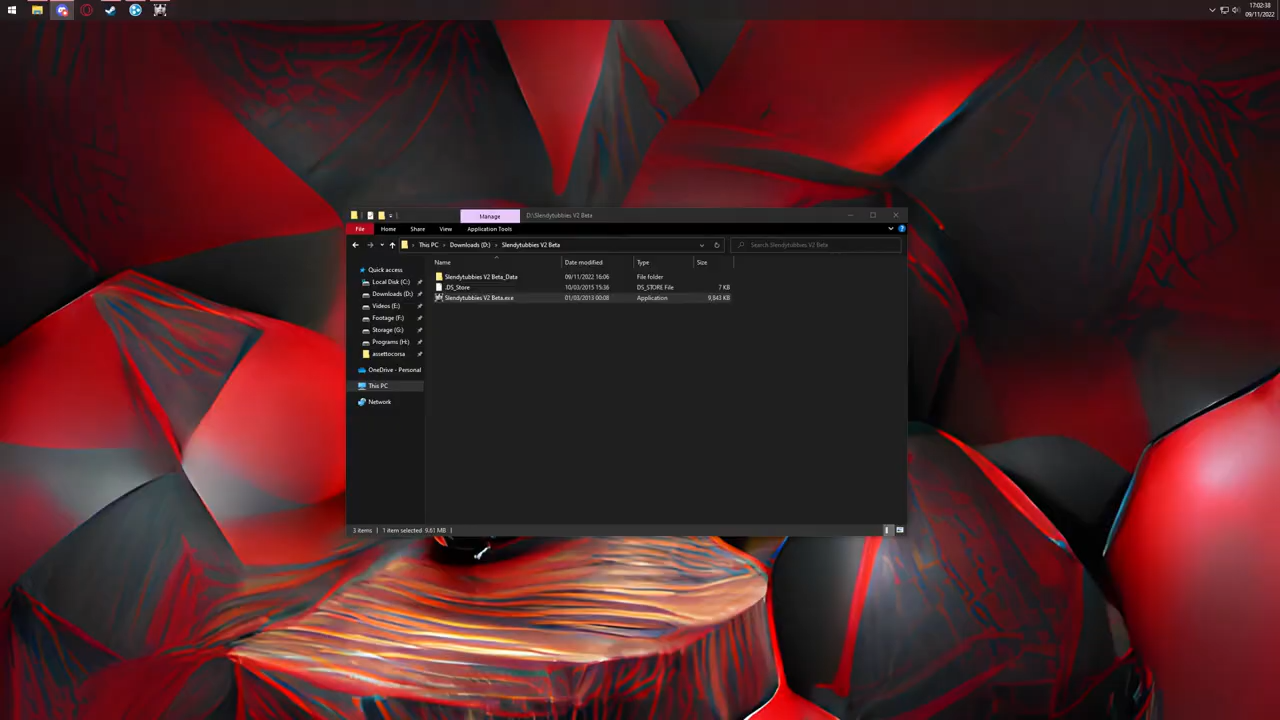 17:02:38
09/11/2022
Manage
D:\Slendytubbies V2 Beta
File
Home
Share
View
Application Tools
This PC
Downloads (D:)
Slendytubbies V2 Beta
Search Slendytubbies V2 Beta
Name
Date modified
Type
Size
Quick access
Local Disk (C:)
Downloads (D:)
Videos (E:)
Footage (F:)
Storage (G:)
Programs (H:)
assettocorsa
OneDrive - Personal
This PC
Network
Slendytubbies V2 Beta_Data 09/11/2022 16:06 File folder
.DS_Store 10/03/2015 15:36 DS_STORE File 7 KB
Slendytubbies V2 Beta.exe 01/03/2013 00:08 Application 9,843 KB
3 items 1 item selected 9.61 MB